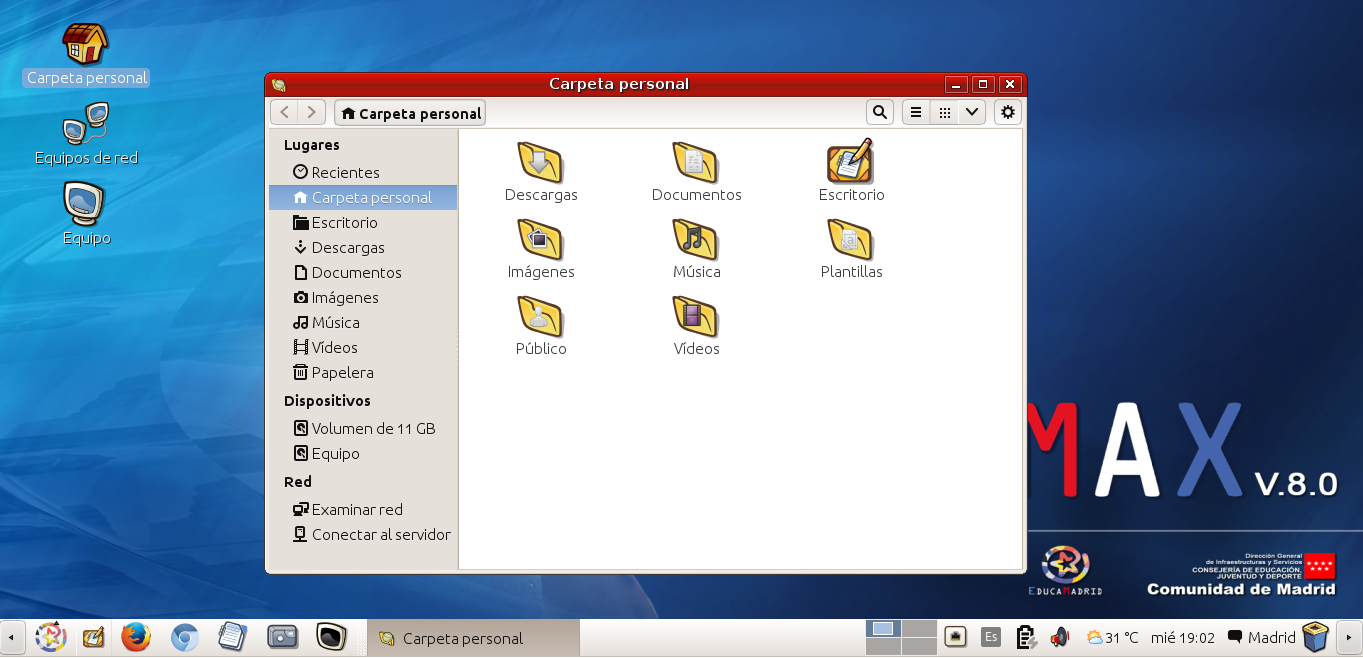 Carpeta personal
Equipos de red
Equipo
Carpeta personal
Carpeta personal
Lugares
Recientes
Carpeta personal
Escritorio
Descargas
Documentos
Imágenes
Música
Vídeos
Papelera
Dispositivos
Volumen de 11 GB
Equipo
Red
Examinar red
Conectar al servidor
Descargas
Documentos
Escritorio
Imágenes
Música
Plantillas
Público
Vídeos
MAX V.8.0
EDUCAMADRID
Dirección General
de Infraestructuras y Servicios
CONSEJERÍA DE EDUCACIÓN,
JUVENTUD Y DEPORTE
Comunidad de Madrid
Carpeta personal
Es
31 °C
mié 19:02
Madrid